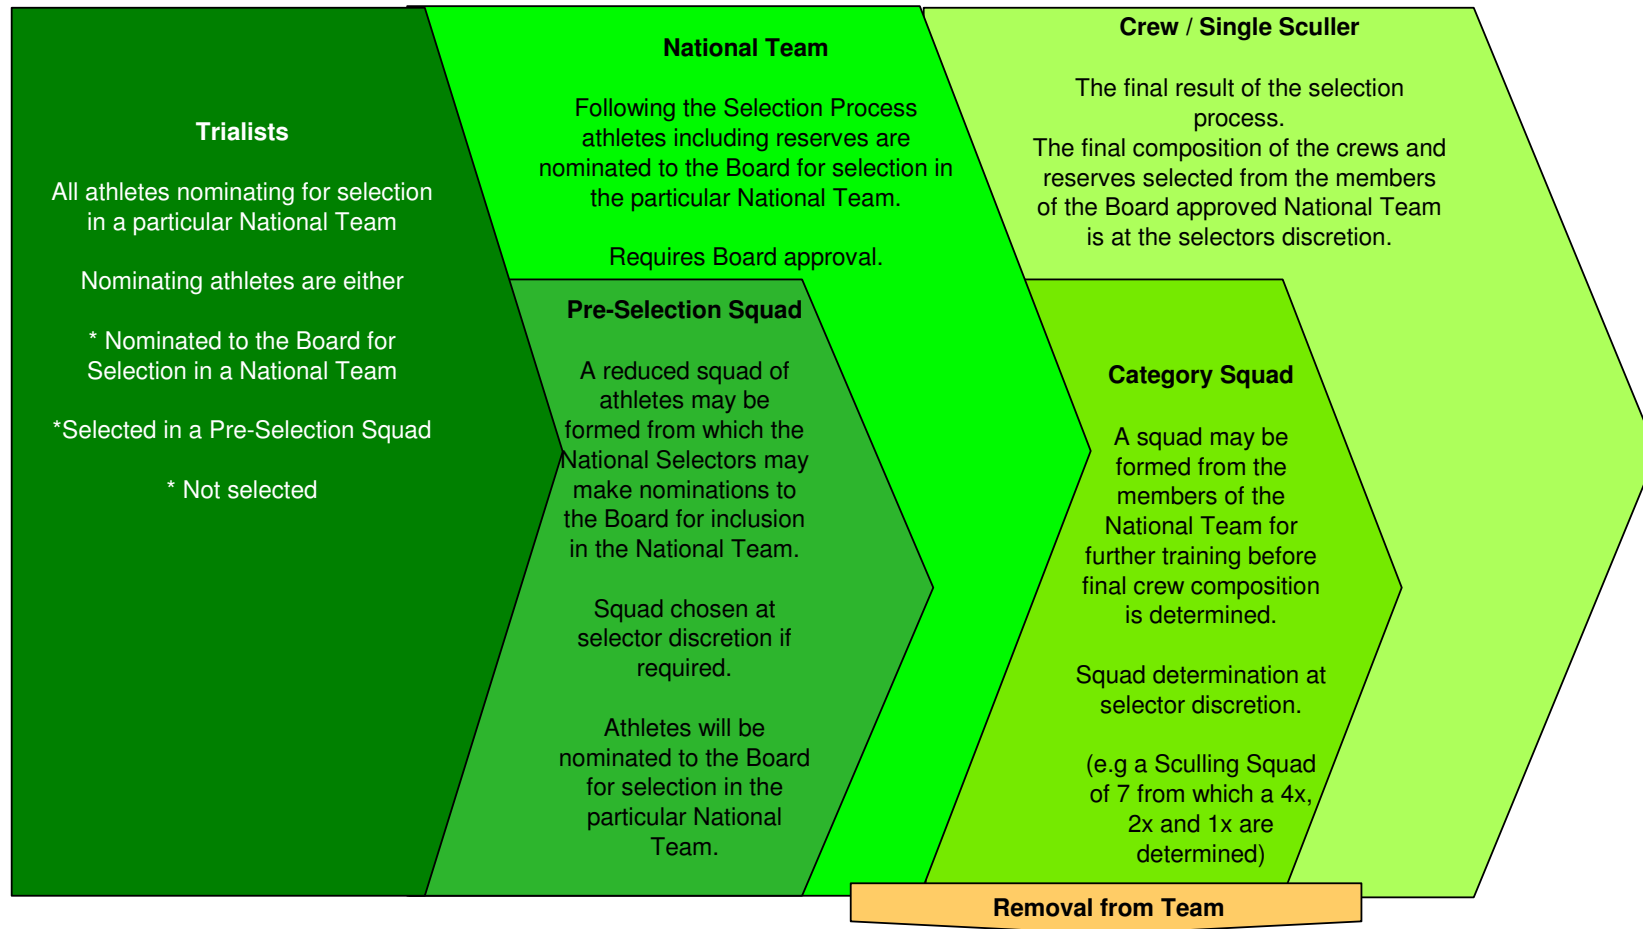 Trialists
All athletes nominating for selection
in a particular National Team
Nominating athletes are either
* Nominated to the Board for
Selection in a National Team
*Selected in a Pre-Selection Squad
* Not selected
National Team
Following the Selection Process
athletes including reserves are
nominated to the Board for selection in
the particular National Team.
Requires Board approval.
Pre-Selection Squad
A reduced squad of
athletes may be
formed from which the
National Selectors may
make nominations to
the Board for inclusion
in the National Team.
Squad chosen at
selector discretion if
required.
Athletes will be
nominated to the Board
for selection in the
particular National
Team.
Crew / Single Sculler
The final result of the selection
process.
The final composition of the crews and
reserves selected from the members
of the Board approved National Team
is at the selectors discretion.
Category Squad
A squad may be
formed from the
members of the
National Team for
further training before
final crew composition
is determined.
Squad determination at
selector discretion.
(e.g a Sculling Squad
of 7 from which a 4x,
2x and 1x are
determined)
Removal from Team